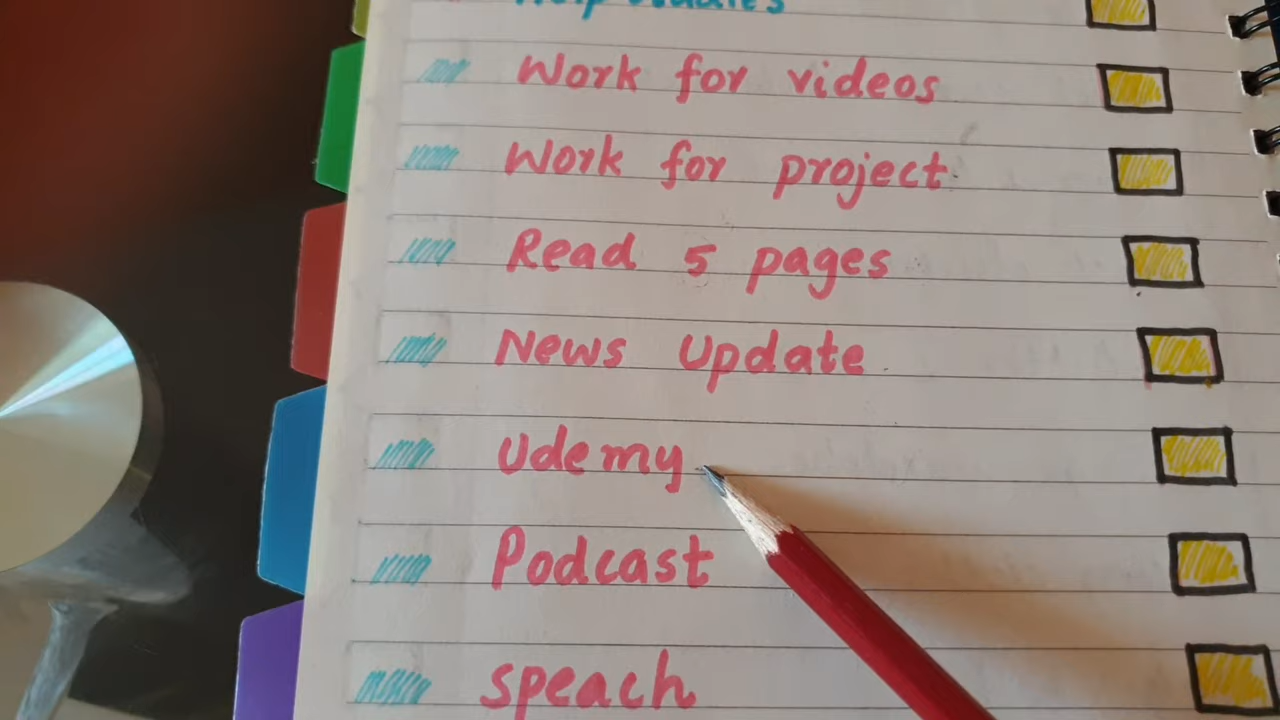 Work for videos
Work for project
Read 5 pages
News Update
Udemy
Podcast
speach